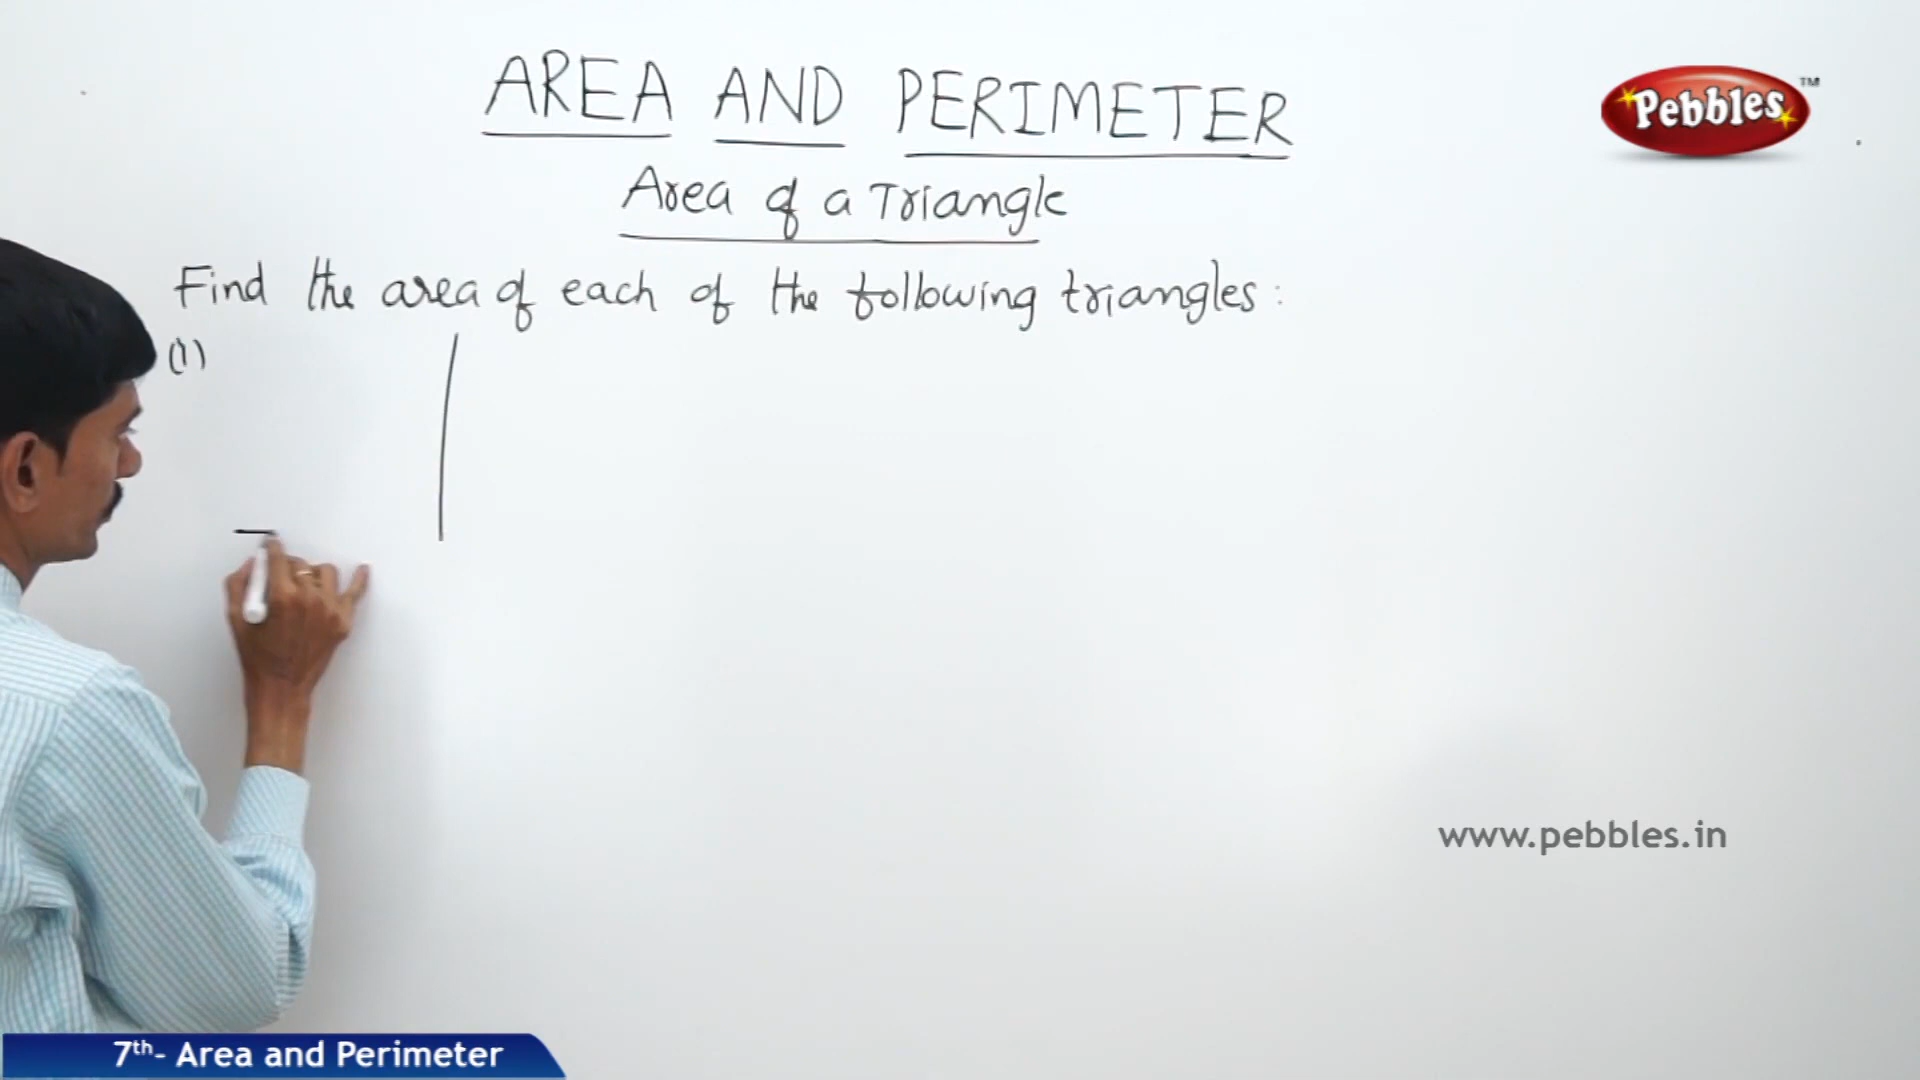 AREA AND PERIMETER
Pebbles™
Area of a Triangle
Find the area of each of the following triangles :
(1)
www.pebbles.in
7th- Area and Perimeter